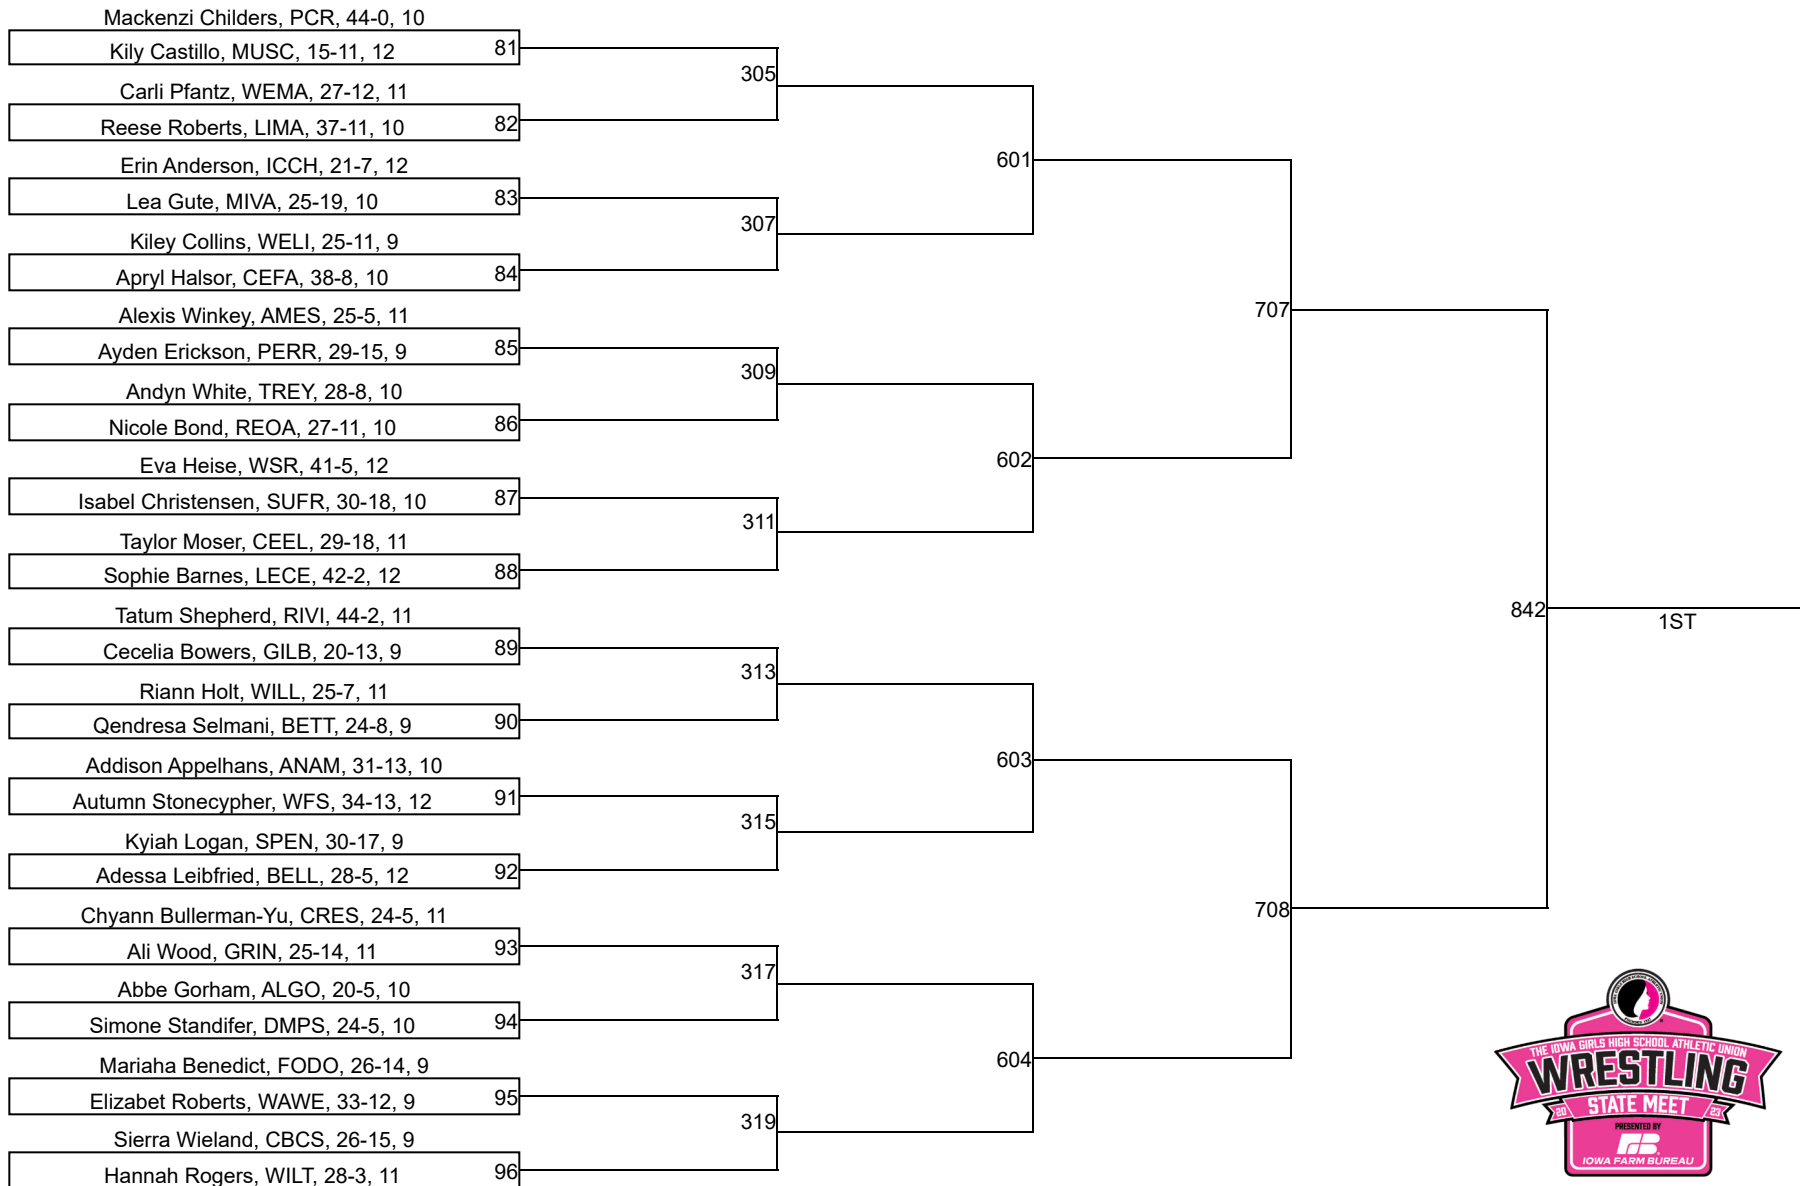 Mackenzi Childers, PCR, 44-0, 10
Kily Castillo, MUSC, 15-11, 12
81
305
Carli Pfantz, WEMA, 27-12, 11
Reese Roberts, LIMA, 37-11, 10
82
601
Erin Anderson, ICCH, 21-7, 12
Lea Gute, MIVA, 25-19, 10
83
307
Kiley Collins, WELI, 25-11, 9
Apryl Halsor, CEFA, 38-8, 10
84
707
Alexis Winkey, AMES, 25-5, 11
Ayden Erickson, PERR, 29-15, 9
85
309
Andyn White, TREY, 28-8, 10
Nicole Bond, REOA, 27-11, 10
86
602
Eva Heise, WSR, 41-5, 12
Isabel Christensen, SUFR, 30-18, 10
87
311
Taylor Moser, CEEL, 29-18, 11
Sophie Barnes, LECE, 42-2, 12
88
842
1ST
Tatum Shepherd, RIVI, 44-2, 11
Cecelia Bowers, GILB, 20-13, 9
89
313
Riann Holt, WILL, 25-7, 11
Qendresa Selmani, BETT, 24-8, 9
90
603
Addison Appelhans, ANAM, 31-13, 10
Autumn Stonecypher, WFS, 34-13, 12
91
315
Kyiah Logan, SPEN, 30-17, 9
Adessa Leibfried, BELL, 28-5, 12
92
708
Chyann Bullerman-Yu, CRES, 24-5, 11
Ali Wood, GRIN, 25-14, 11
93
317
Abbe Gorham, ALGO, 20-5, 10
Simone Standifer, DMPS, 24-5, 10
94
604
Mariaha Benedict, FODO, 26-14, 9
Elizabet Roberts, WAWE, 33-12, 9
95
319
Sierra Wieland, CBCS, 26-15, 9
Hannah Rogers, WILT, 28-3, 11
96
THE IOWA GIRLS HIGH SCHOOL ATHLETIC UNION
WRESTLING
20 STATE MEET 23
PRESENTED BY
FB
IOWA FARM BUREAU